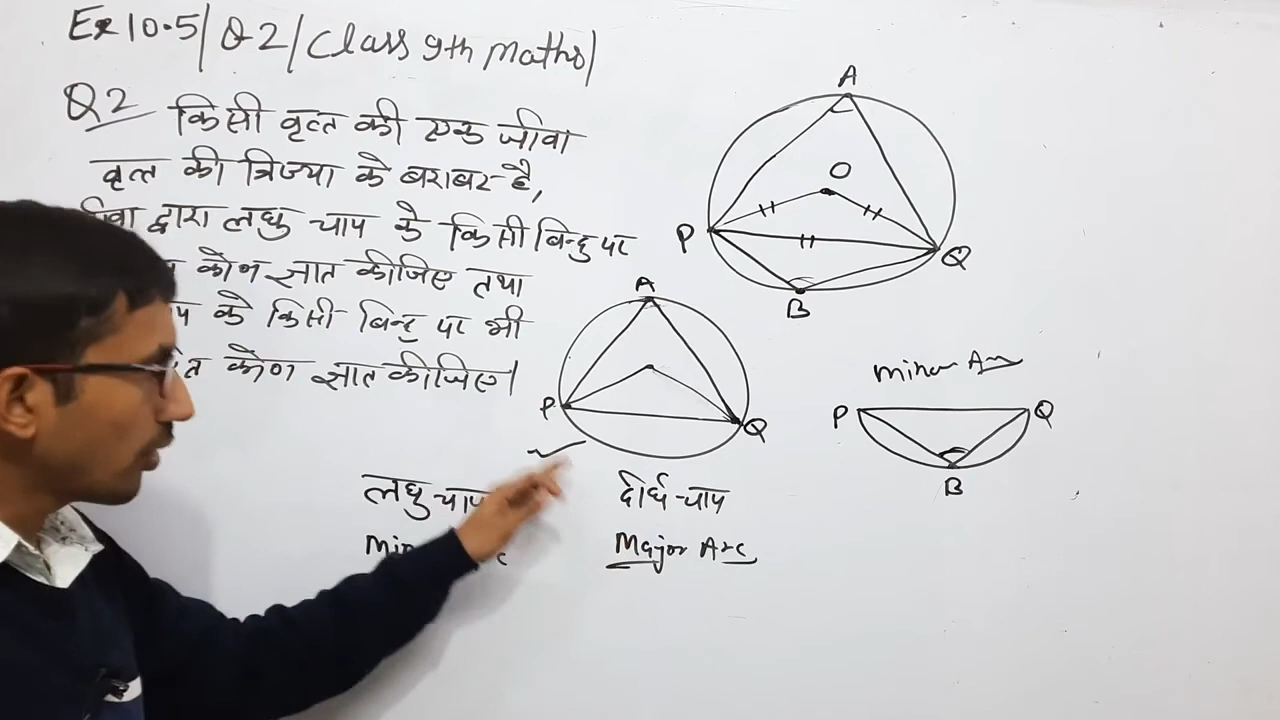 Ex 10.5 / Q2 / Class 9th maths /
Q2 किसी वृत्त की एक जीवा
वृत्त की त्रिज्या के बराबर है,
द्वारा लघु चाप के किसी बिन्दु पर
कोण ज्ञात कीजिए तथा
के किसी बिन्दु पर भी
कोण ज्ञात कीजिए।
A
O
P
Q
B
A
P
Q
minor Arc
P
Q
B
लघु चाप
दीर्घ चाप
Major Arc